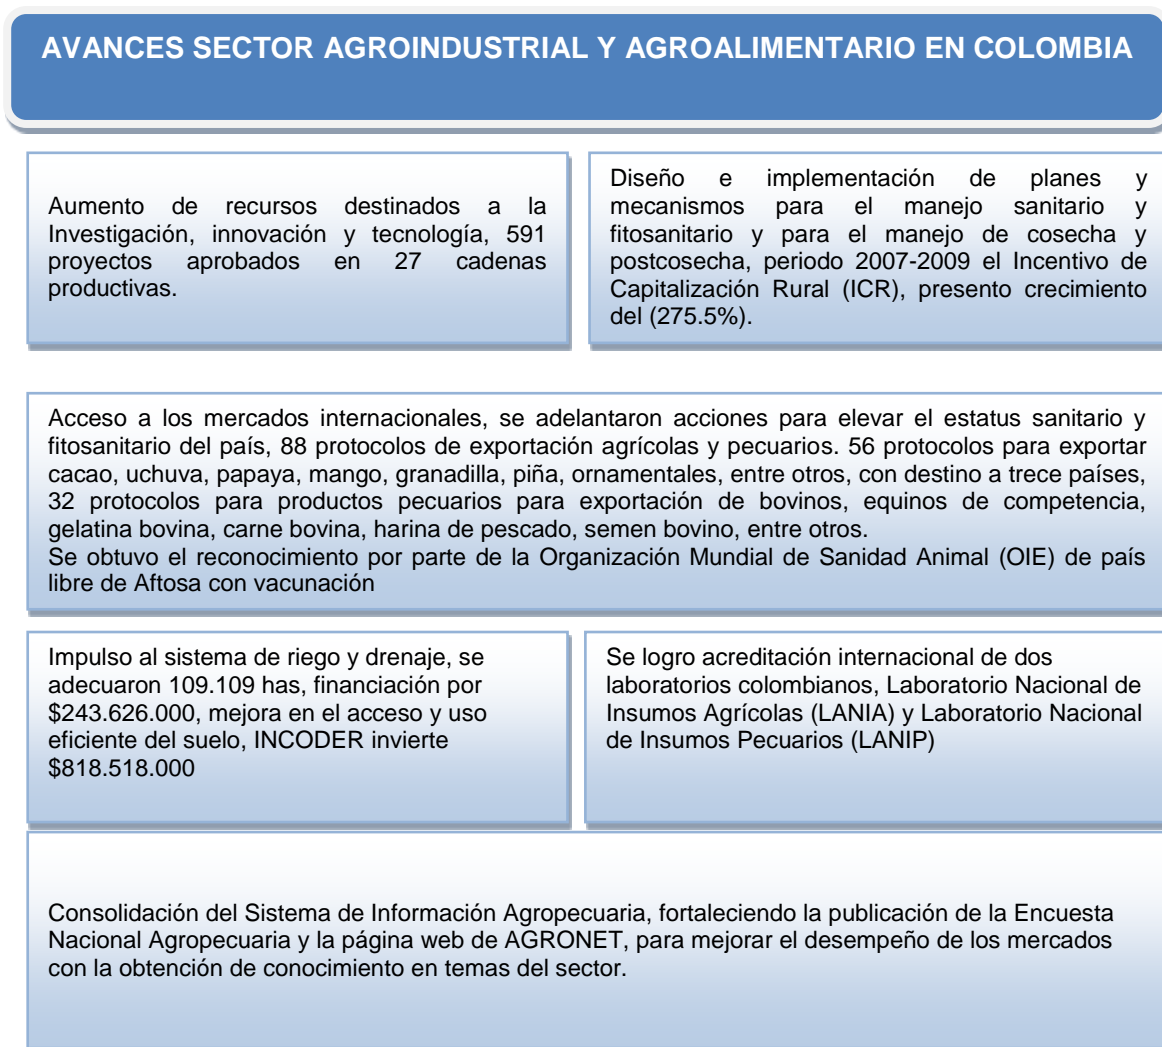 AVANCES SECTOR AGROINDUSTRIAL Y AGROALIMENTARIO EN COLOMBIA
Aumento de recursos destinados a la
Investigación, innovación y tecnología, 591
proyectos aprobados en 27 cadenas
productivas.
Diseño e implementación de planes y
mecanismos para el manejo sanitario y
fitosanitario y para el manejo de cosecha y
postcosecha, periodo 2007-2009 el Incentivo de
Capitalización Rural (ICR), presento crecimiento
del (275.5%).
Acceso a los mercados internacionales, se adelantaron acciones para elevar el estatus sanitario y
fitosanitario del país, 88 protocolos de exportación agrícolas y pecuarios. 56 protocolos para exportar
cacao, uchuva, papaya, mango, granadilla, piña, ornamentales, entre otros, con destino a trece países,
32 protocolos para productos pecuarios para exportación de bovinos, equinos de competencia,
gelatina bovina, carne bovina, harina de pescado, semen bovino, entre otros.
Se obtuvo el reconocimiento por parte de la Organización Mundial de Sanidad Animal (OIE) de país
libre de Aftosa con vacunación
Impulso al sistema de riego y drenaje, se
adecuaron 109.109 has, financiación por
$243.626.000, mejora en el acceso y uso
eficiente del suelo, INCODER invierte
$818.518.000
Se logro acreditación internacional de dos
laboratorios colombianos, Laboratorio Nacional de
Insumos Agrícolas (LANIA) y Laboratorio Nacional
de Insumos Pecuarios (LANIP)
Consolidación del Sistema de Información Agropecuaria, fortaleciendo la publicación de la Encuesta
Nacional Agropecuaria y la página web de AGRONET, para mejorar el desempeño de los mercados
con la obtención de conocimiento en temas del sector.